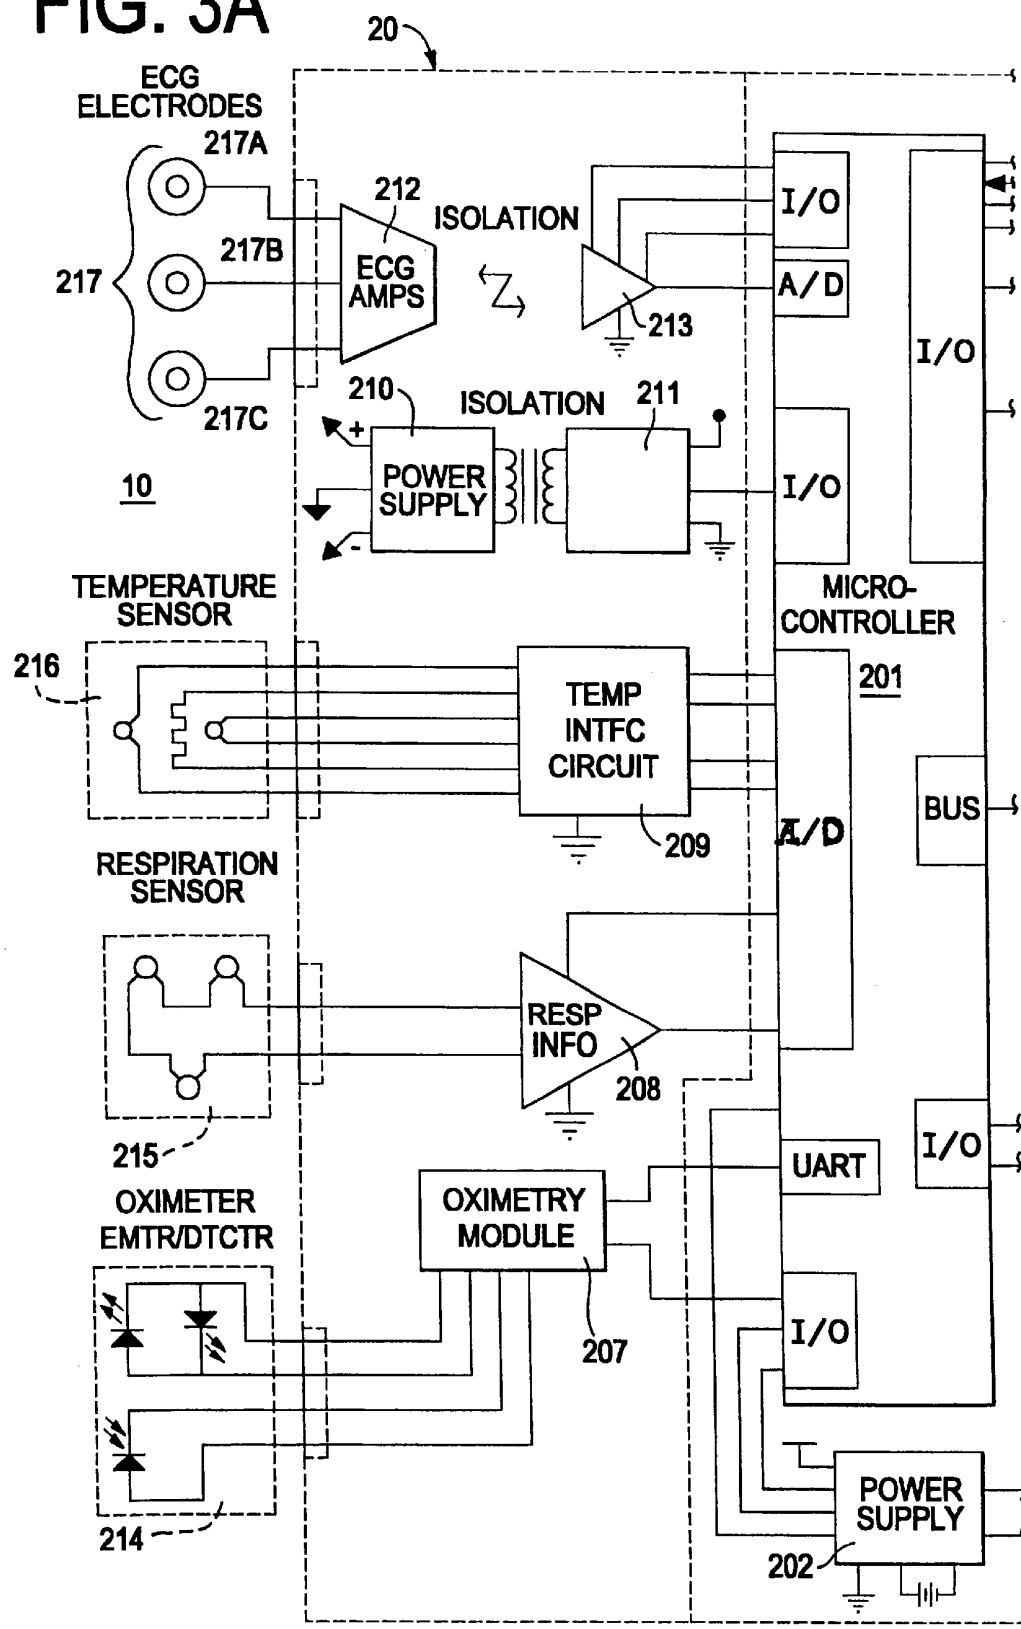 FIG. 3A
20
ECG
ELECTRODES
217A
217B
217
217C
212
ECG
AMPS
ISOLATION
213
I/O
A/D
I/O
210
ISOLATION
211
+
POWER
SUPPLY
-
I/O
10
MICRO-
CONTROLLER
201
TEMPERATURE
SENSOR
216
TEMP
INTFC
CIRCUIT
209
A/D
BUS
RESPIRATION
SENSOR
215
RESP
INFO
208
I/O
UART
OXIMETER
EMTR/DTCTR
OXIMETRY
MODULE
207
I/O
214
POWER
SUPPLY
202